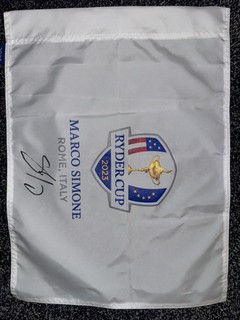 RYDER CUP
2023
MARCO SIMONE
ROME, ITALY